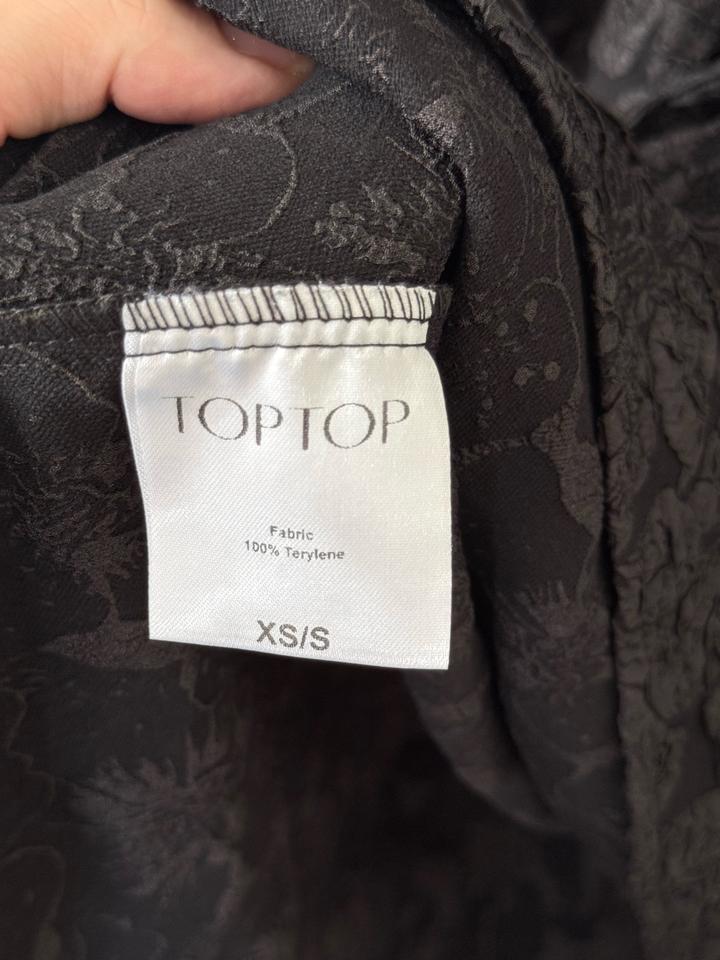 TOPTOP
Fabric
100% Terylene
XS/S